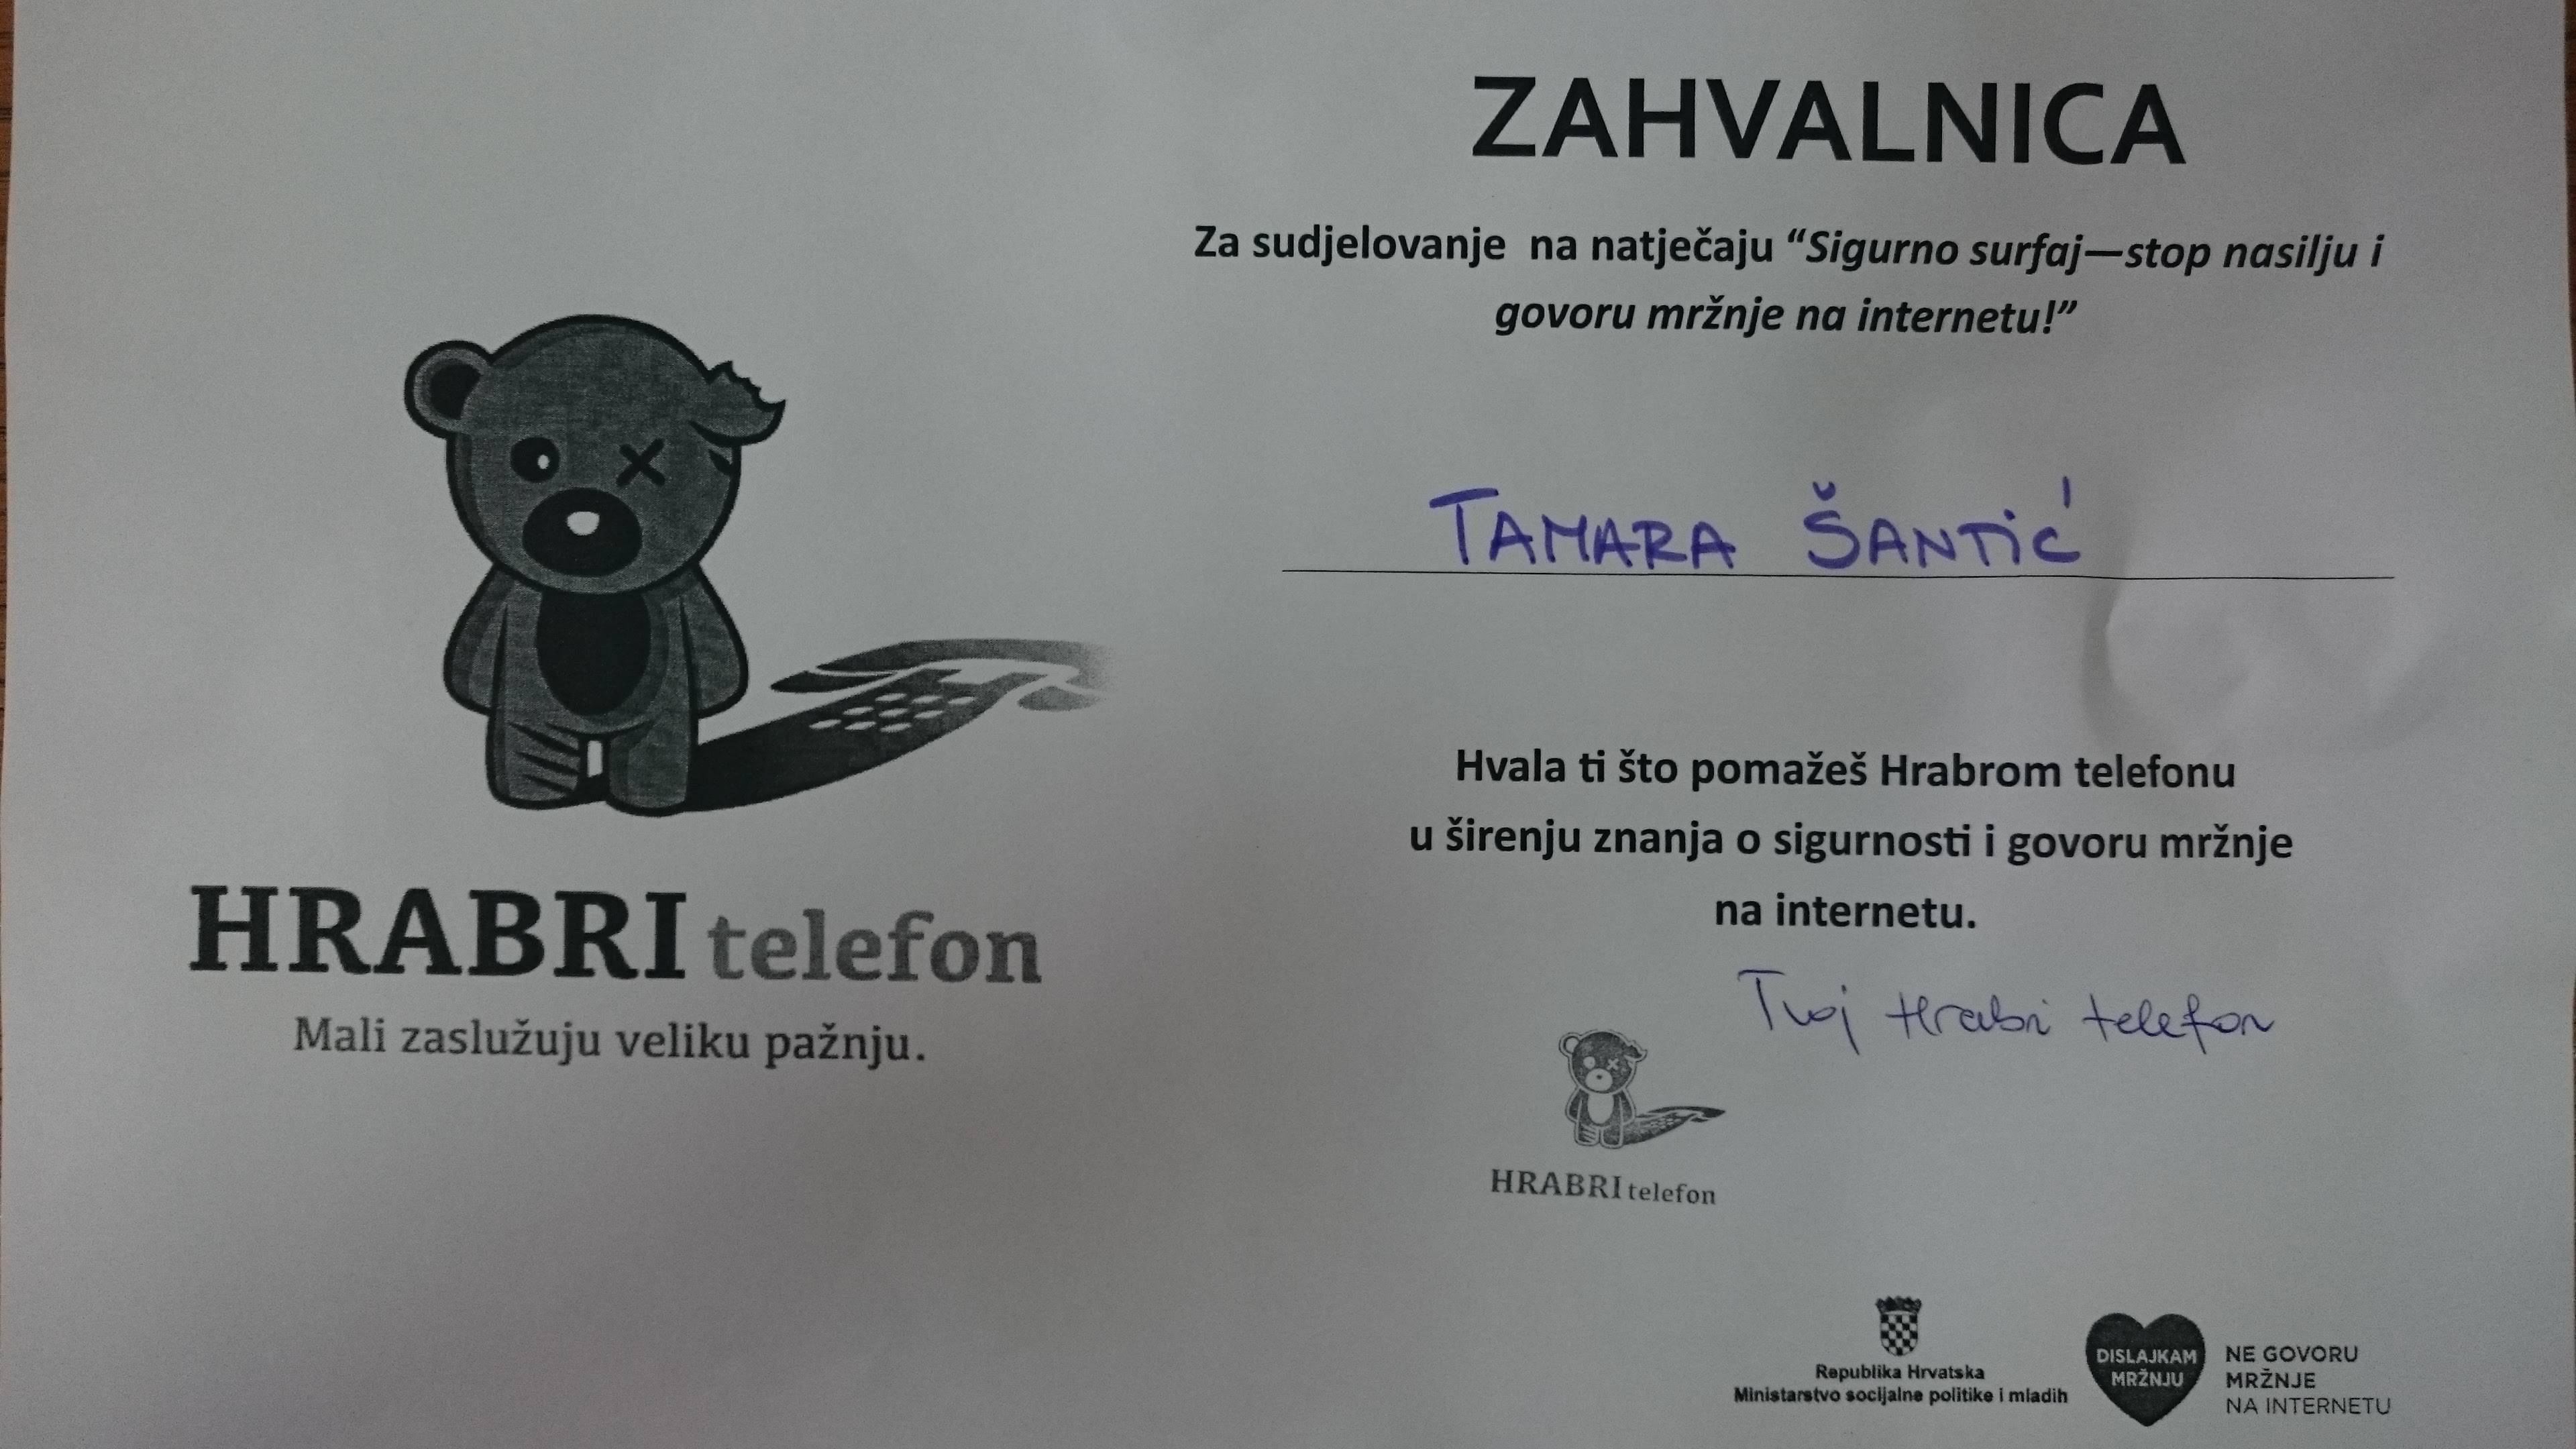 ZAHVALNICA
Za sudjelovanje na natječaju “Sigurno surfaj—stop nasilju i
govoru mržnje na internetu!”
TAMARA ŠANTIĆ
Hvala ti što pomažeš Hrabrom telefonu
u širenju znanja o sigurnosti i govoru mržnje
na internetu.
Tvoj Hrabri telefon
HRABRI telefon
Mali zaslužuju veliku pažnju.
HRABRI telefon
Republika Hrvatska
Ministarstvo socijalne politike i mladih
DISLAJKAM
MRŽNJU
NE GOVORU
MRŽNJE
NA INTERNETU